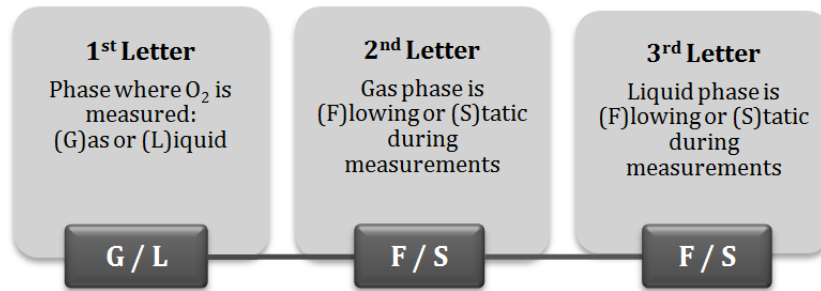 1st Letter
Phase where O2 is
measured:
(G)as or (L)iquid
G / L
2nd Letter
Gas phase is
(F)lowing or (S)tatic
during
measurements
F / S
3rd Letter
Liquid phase is
(F)lowing or (S)tatic
during
measurements
F / S